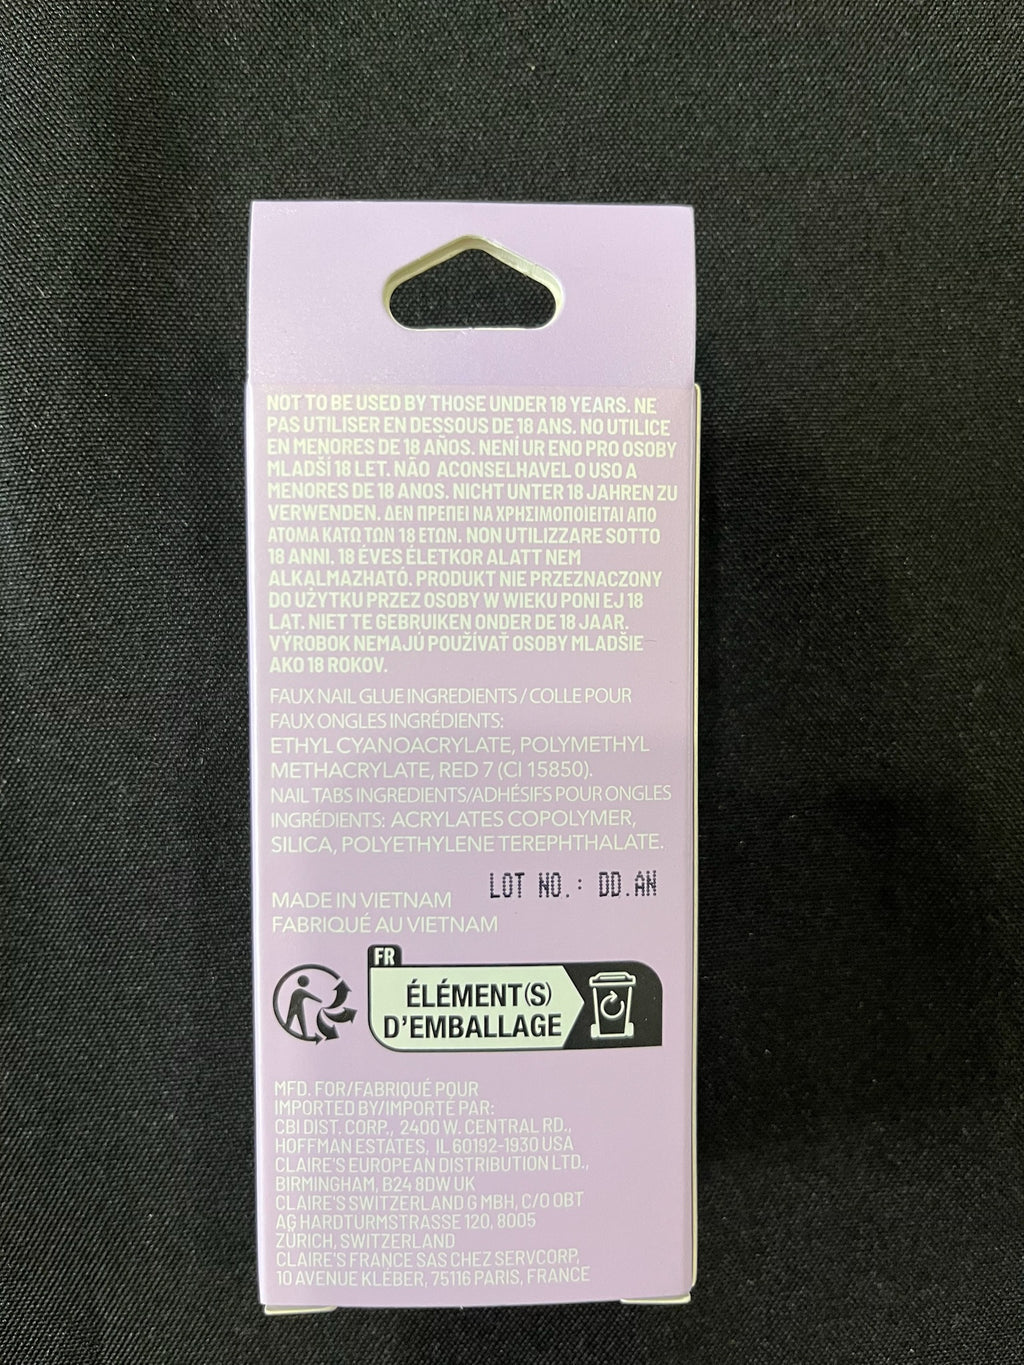 NOT TO BE USED BY THOSE UNDER 18 YEARS. NE
PAS UTILISER EN DESSOUS DE 18 ANS. NO UTILICE
EN MENORES DE 18 AÑOS. NENÍ UR ENO PRO OSOBY
MLADŠÍ 18 LET. NÃO ACONSELHAVEL O USO A
MENORES DE 18 ANOS. NICHT UNTER 18 JAHREN ZU
VERWENDEN. ΔΕΝ ΠΡΕΠΕΙ ΝΑ ΧΡΗΣΙΜΟΠΟΙΕΙΤΑΙ ΑΠΟ
ΑΤΟΜΑ ΚΑΤΩ ΤΩΝ 18 ΕΤΩΝ. NON UTILIZZARE SOTTO
18 ANNI. 18 ÉVES ÉLETKOR ALATT NEM
ALKALMAZHATÓ. PRODUKT NIE PRZEZNACZONY
DO UŻYTKU PRZEZ OSOBY W WIEKU PONI EJ 18
LAT. NIET TE GEBRUIKEN ONDER DE 18 JAAR.
VÝROBOK NEMAJÚ POUŽÍVAŤ OSOBY MLADŠIE
AKO 18 ROKOV.
FAUX NAIL GLUE INGREDIENTS / COLLE POUR
FAUX ONGLES INGRÉDIENTS:
ETHYL CYANOACRYLATE, POLYMETHYL
METHACRYLATE, RED 7 (CI 15850).
NAIL TABS INGREDIENTS/ADHÉSIFS POUR ONGLES
INGRÉDIENTS: ACRYLATES COPOLYMER,
SILICA, POLYETHYLENE TEREPHTHALATE.
LOT NO.: DD.AN
MADE IN VIETNAM
FABRIQUÉ AU VIETNAM
FR
ÉLÉMENT(S)
D'EMBALLAGE
MFD. FOR/FABRIQUÉ POUR
IMPORTED BY/IMPORTÉ PAR:
CBI DIST. CORP., 2400 W. CENTRAL RD.,
HOFFMAN ESTATES, IL 60192-1930 USA
CLAIRE'S EUROPEAN DISTRIBUTION LTD.,
BIRMINGHAM, B24 8DW UK
CLAIRE'S SWITZERLAND G MBH, C/O OBT
AG HARDTURMSTRASSE 120, 8005
ZÜRICH, SWITZERLAND
CLAIRE'S FRANCE SAS CHEZ SERVCORP,
10 AVENUE KLÉBER, 75116 PARIS, FRANCE